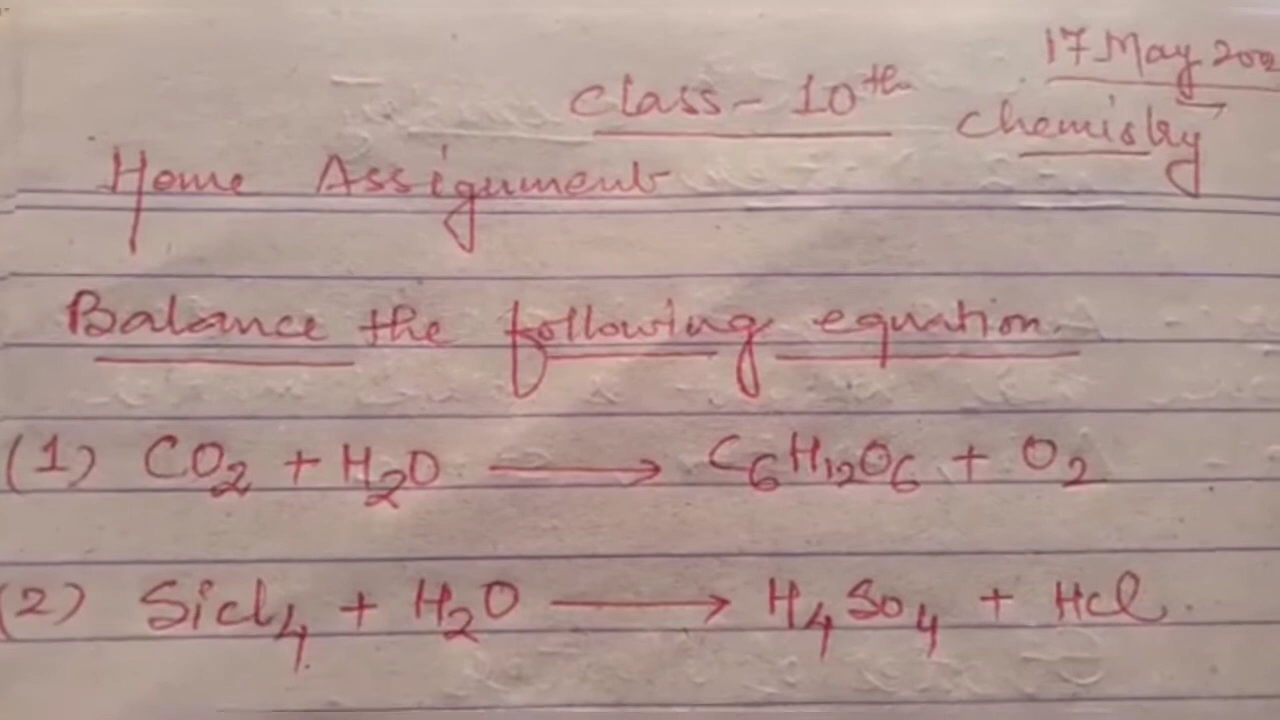 17 May 202
Class - 10th
Chemistry
Home Assignment
Balance the following equation.
(1) CO2 + H2O ⟶ C6H12O6 + O2
(2) Sicl4 + H2O ⟶ H4So4 + Hcl.